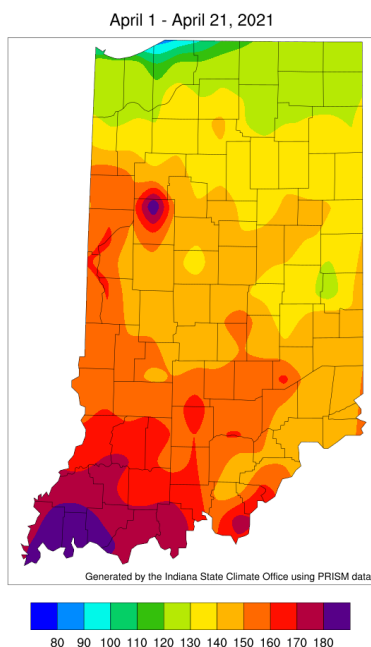 April 1 - April 21, 2021
Generated by the Indiana State Climate Office using PRISM data
80 90 100 110 120 130 140 150 160 170 180